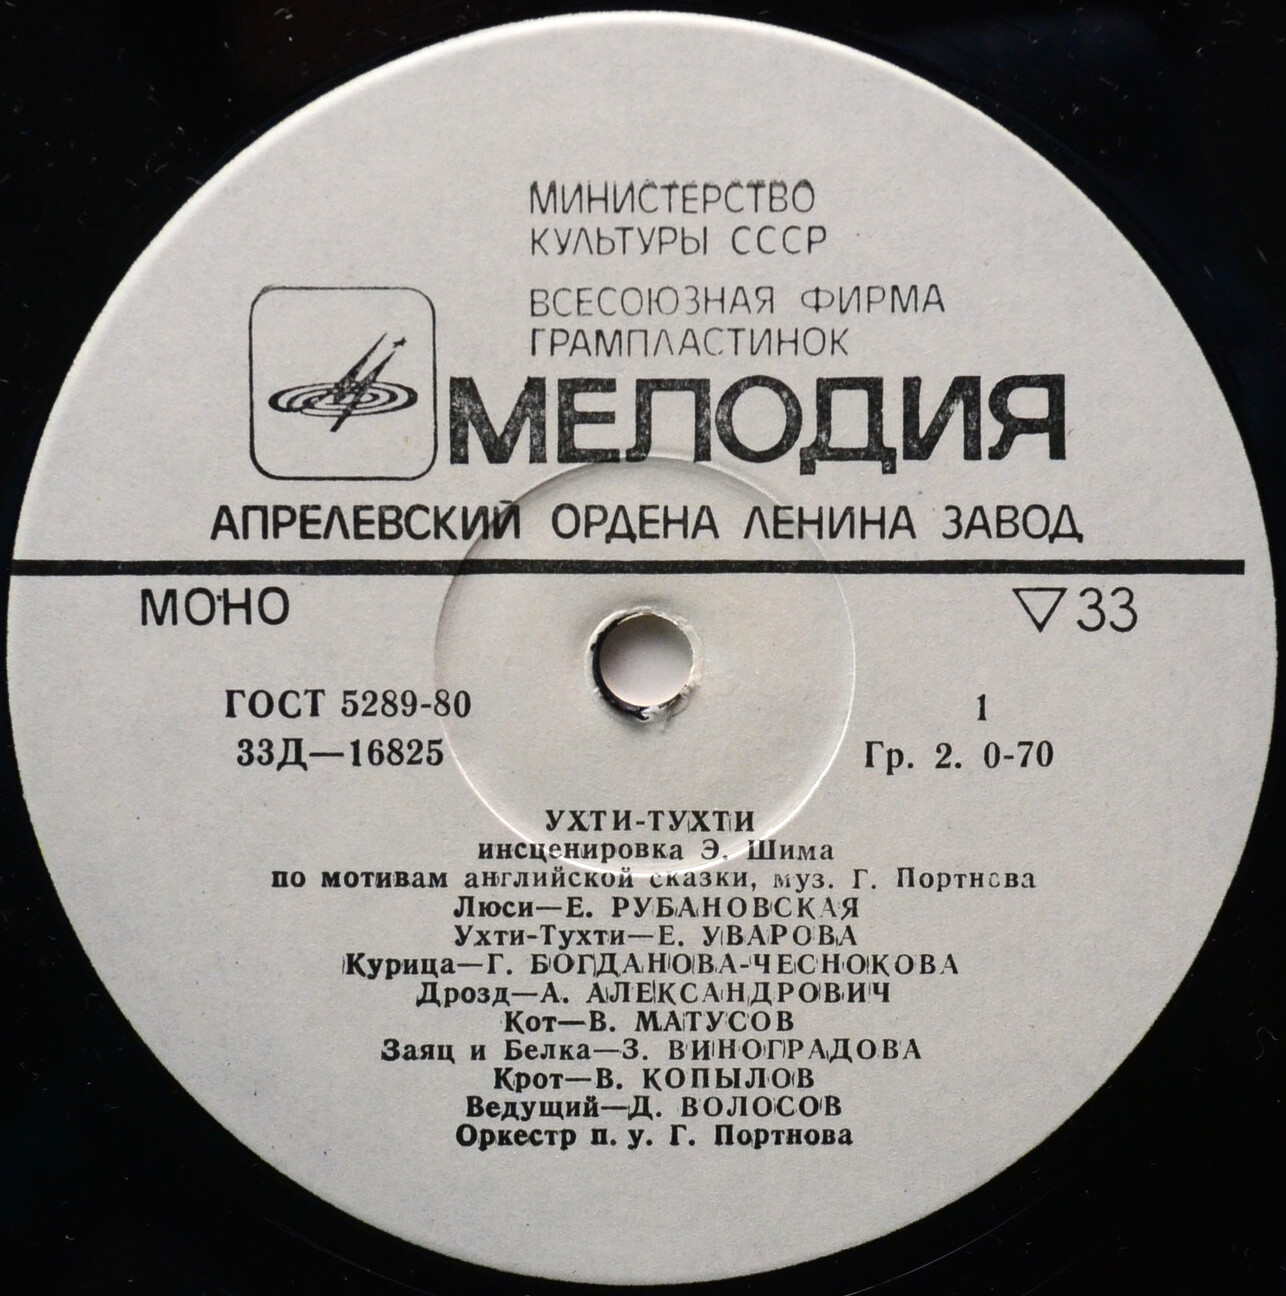 МИНИСТЕРСТВО
КУЛЬТУРЫ СССР
ВСЕСОЮЗНАЯ ФИРМА
ГРАМПЛАСТИНОК
МЕЛОДИЯ
АПРЕЛЕВСКИЙ ОРДЕНА ЛЕНИНА ЗАВОД
МОНО ▽33
ГОСТ 5289-80 1
33Д—16825 Гр. 2. 0-70
УХТИ-ТУХТИ
инсценировка Э. Шима
по мотивам английской сказки, муз. Г. Портнова
Люси—Е. РУБАНОВСКАЯ
Ухти-Тухти—Е. УВАРОВА
Курица—Г. БОГДАНОВА-ЧЕСНОКОВА
Дрозд—А. АЛЕКСАНДРОВИЧ
Кот—В. МАТУСОВ
Заяц и Белка—З. ВИНОГРАДОВА
Крот—В. КОПЫЛОВ
Ведущий—Д. ВОЛОСОВ
Оркестр п. у. Г. Портнова